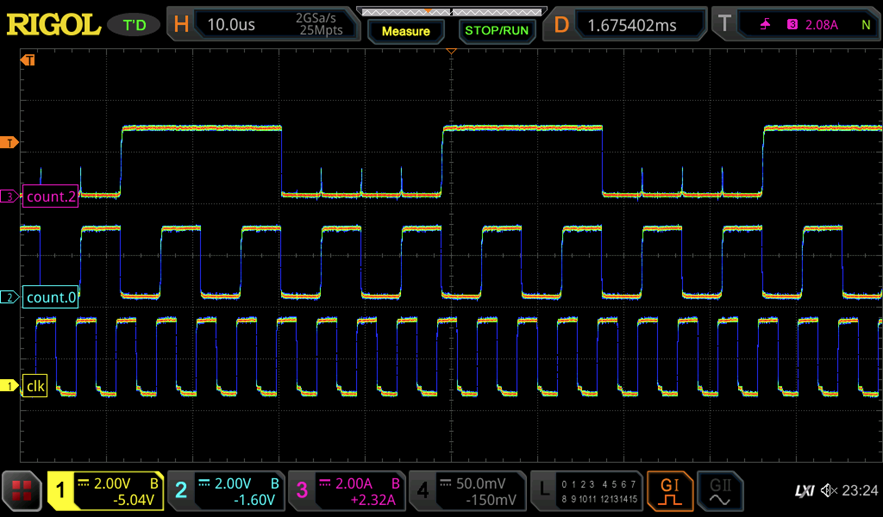 RIGOL T'D H 10.0us 2GSa/s 25Mpts Measure STOP/RUN D 1.675402ms T 3 2.08A N
T
T
3 count.2
2 count.0
1 clk
1 2.00V B -5.04V 2 2.00V B -1.60V 3 2.00A B +2.32A 4 50.0mV -150mV L 0 1 2 3 4 5 6 7 8 9 10 11 12 13 14 15 GI GII LXI 23:24